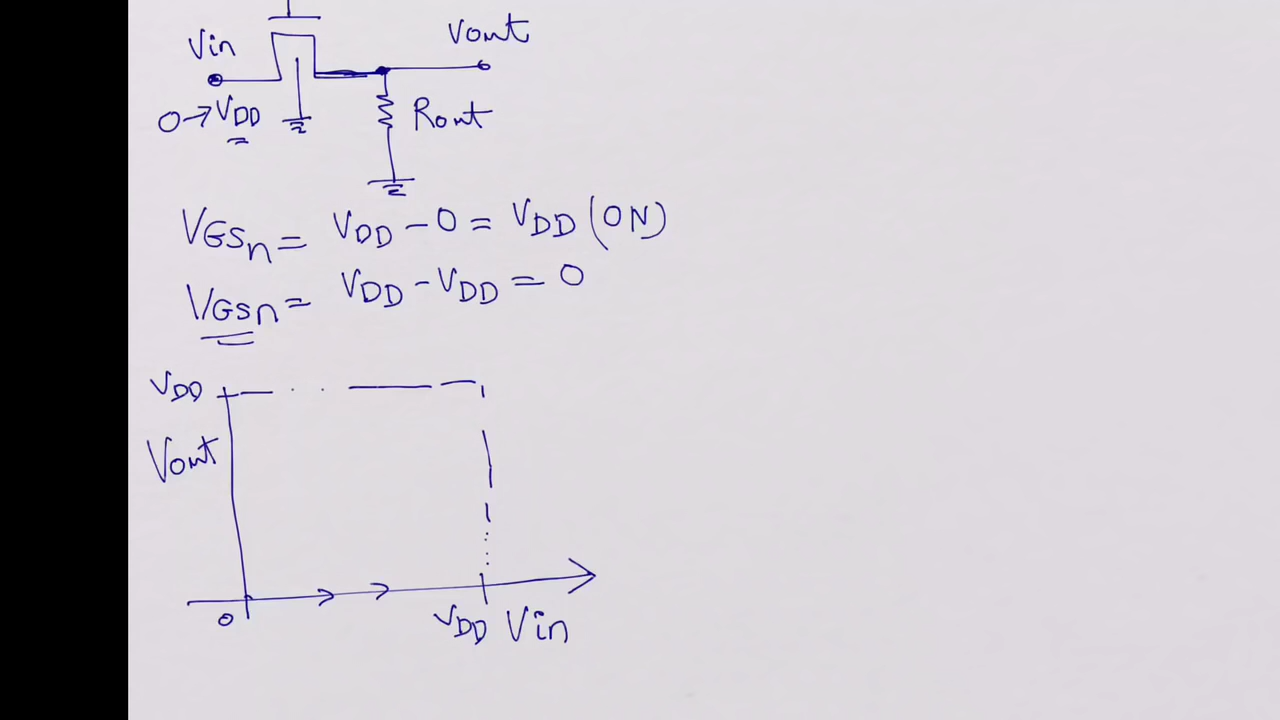 Vin
Vout
0→VDD
Rout
VGSn = VDD - 0 = VDD (ON)
VGSn = VDD - VDD = 0
VDD
Vout
0
VDD Vin